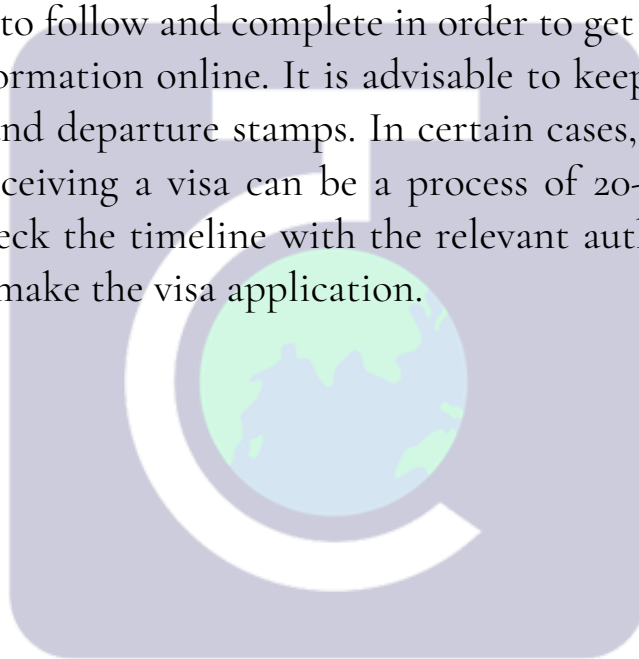 to follow and complete in order to get
ormation online. It is advisable to keep
nd departure stamps. In certain cases,
ceiving a visa can be a process of 20-
eck the timeline with the relevant auth
make the visa application.